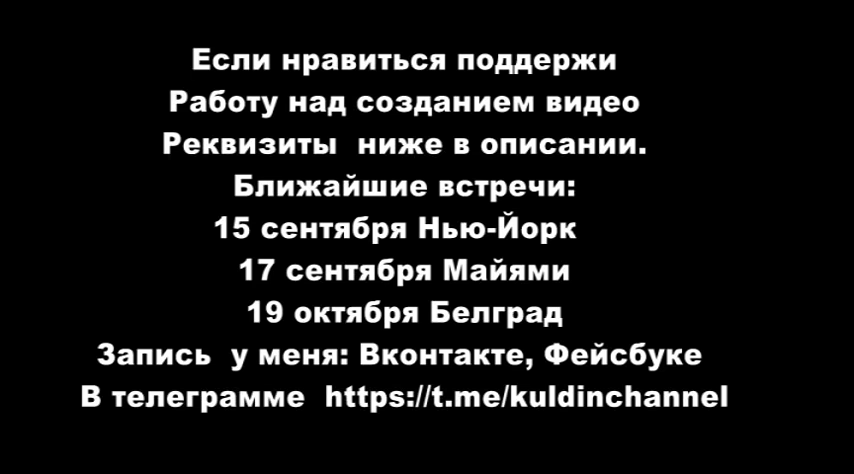 Если нравиться поддержи
Работу над созданием видео
Реквизиты ниже в описании.
Ближайшие встречи:
15 сентября Нью-Йорк
17 сентября Майями
19 октября Белград
Запись у меня: Вконтакте, Фейсбуке
В телеграмме https://t.me/kuldinchannel